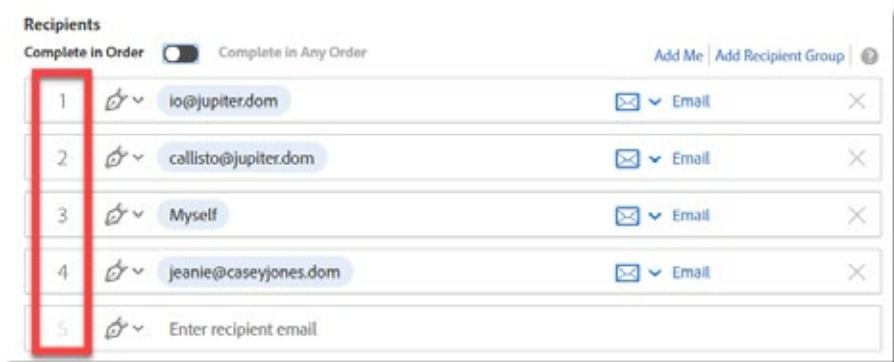 Recipients
Complete in Order Complete in Any Order Add Me Add Recipient Group ?
1 io@jupiter.dom Email
2 callisto@jupiter.dom Email
3 Myself Email
4 jeanie@caseyjones.dom Email
5 Enter recipient email